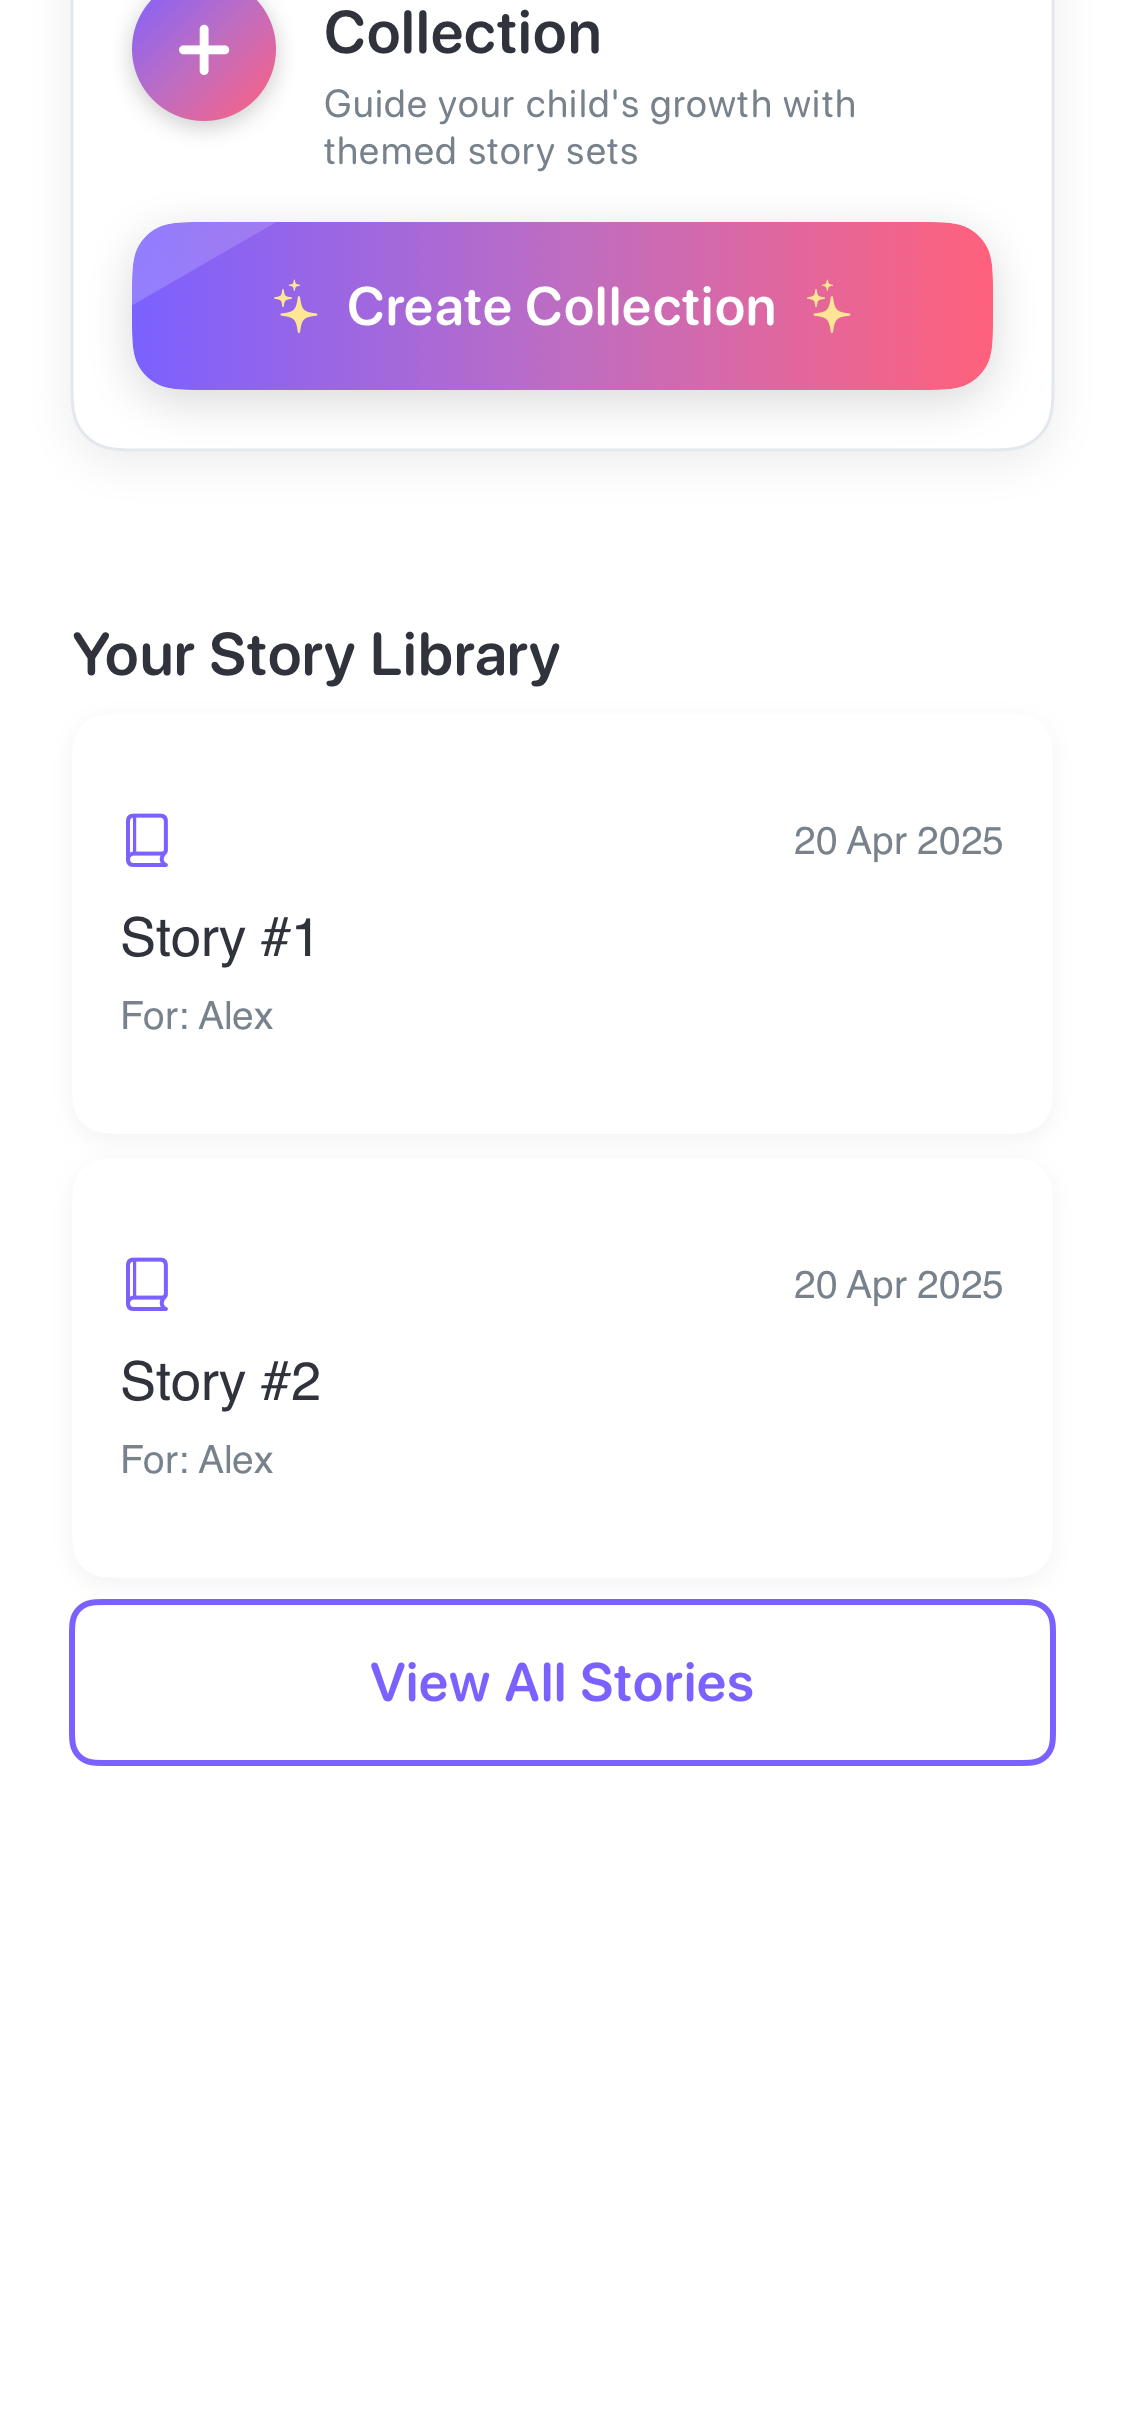 Collection
Guide your child's growth with
themed story sets
Create Collection
Your Story Library
20 Apr 2025
Story #1
For: Alex
20 Apr 2025
Story #2
For: Alex
View All Stories